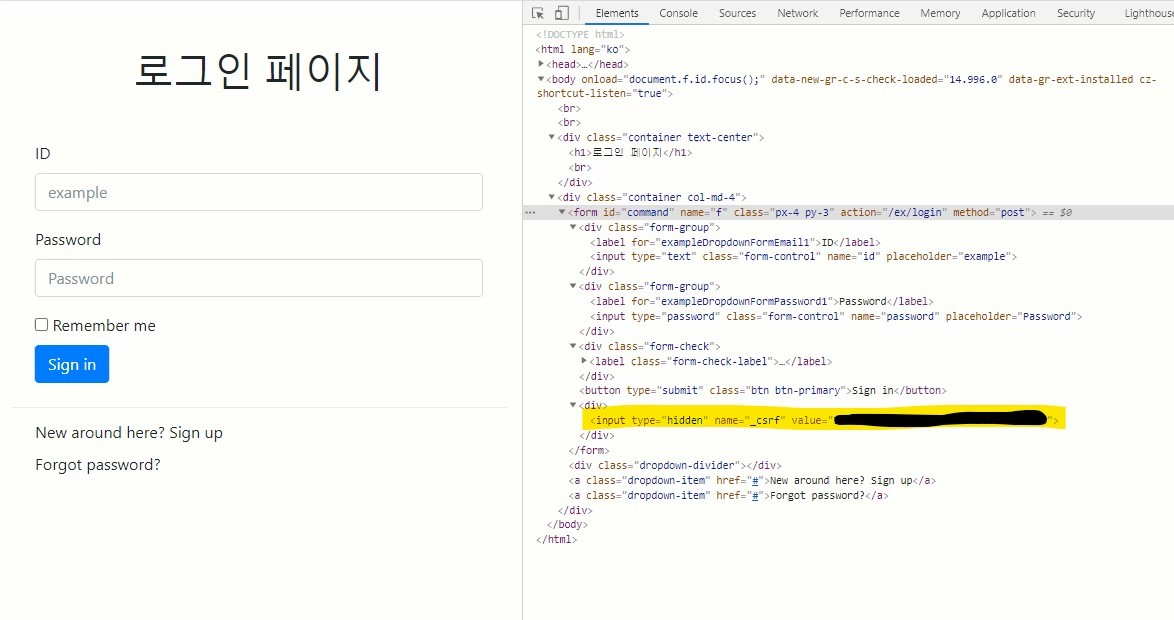 로그인 페이지
ID
example
Password
Password
Remember me
Sign in
New around here? Sign up
Forgot password?
Elements Console Sources Network Performance Memory Application Security Lighthouse
<!DOCTYPE html>
<html lang="ko">
<head>…</head>
<body onload="document.f.id.focus();" data-new-gr-c-s-check-loaded="14.996.0" data-gr-ext-installed cz-
shortcut-listen="true">
<br>
<br>
<div class="container text-center">
<h1>로그인 페이지</h1>
<br>
</div>
<div class="container col-md-4">
… <form id="command" name="f" class="px-4 py-3" action="/ex/login" method="post"> == $0
<div class="form-group">
<label for="exampleDropdownFormEmail1">ID</label>
<input type="text" class="form-control" name="id" placeholder="example">
</div>
<div class="form-group">
<label for="exampleDropdownFormPassword1">Password</label>
<input type="password" class="form-control" name="password" placeholder="Password">
</div>
<div class="form-check">
<label class="form-check-label">…</label>
</div>
<button type="submit" class="btn btn-primary">Sign in</button>
<div>
<input type="hidden" name="_csrf" value="">
</div>
</form>
<div class="dropdown-divider"></div>
<a class="dropdown-item" href="#">New around here? Sign up</a>
<a class="dropdown-item" href="#">Forgot password?</a>
</div>
</body>
</html>